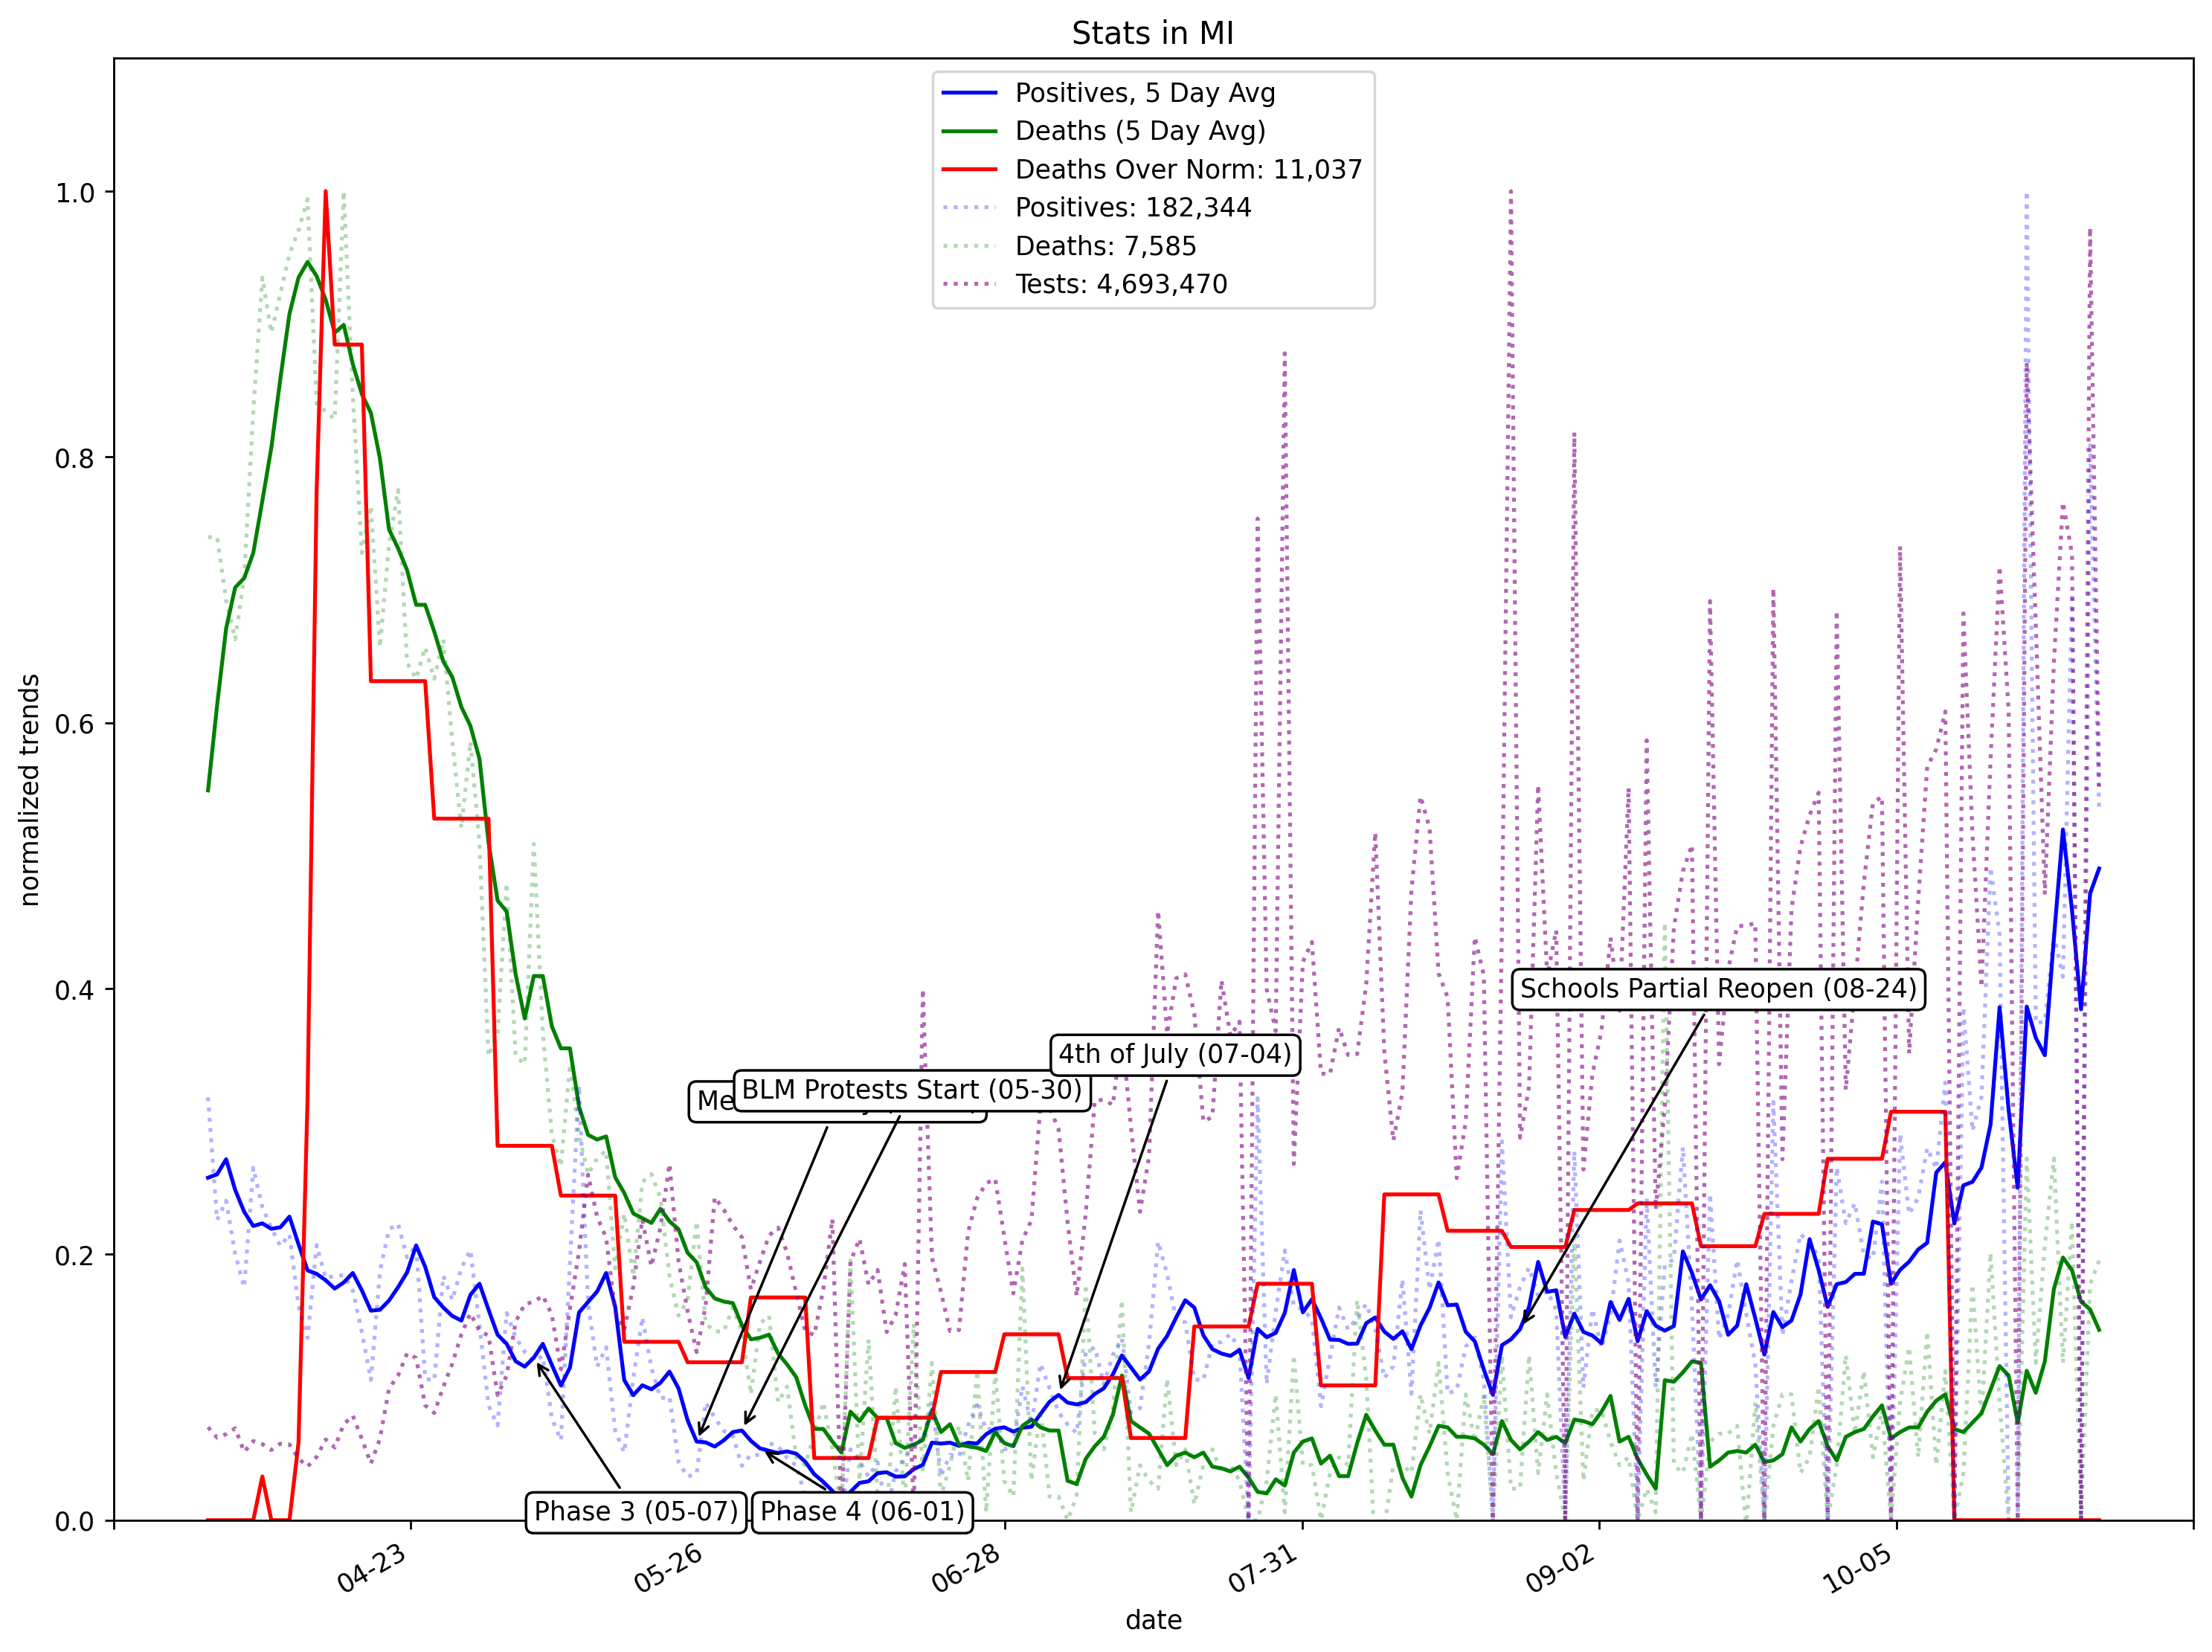 Stats in MI
Positives, 5 Day Avg
Deaths (5 Day Avg)
Deaths Over Norm: 11,037
Positives: 182,344
Deaths: 7,585
Tests: 4,693,470
normalized trends
1.0
0.8
0.6
0.4
0.2
0.0
Schools Partial Reopen (08-24)
4th of July (07-04)
BLM Protests Start (05-30)
Phase 3 (05-07)
Phase 4 (06-01)
04-23
05-26
06-28
07-31
09-02
10-05
date